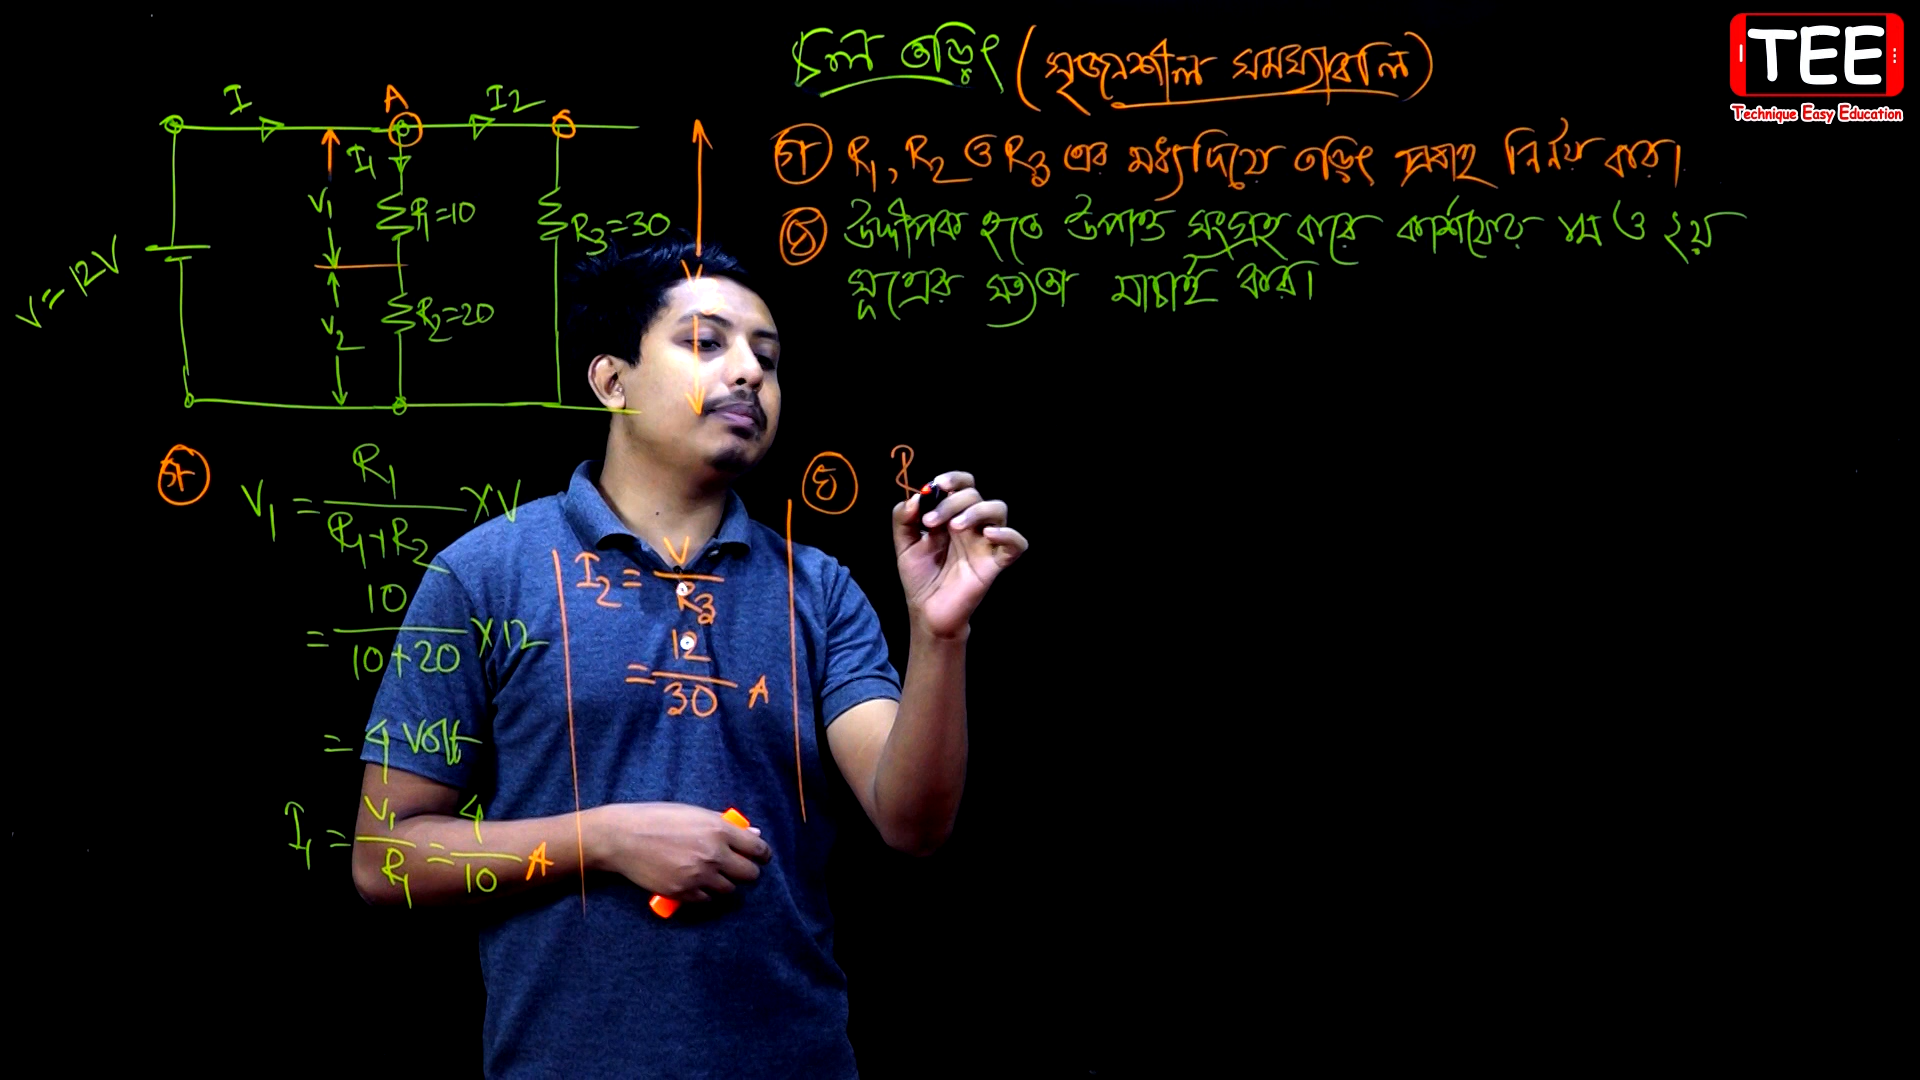 চল তড়িৎ (সৃজনশীল সমস্যাবলি)
TEE
Technique Easy Education
গ R1, R2 ও R3 এর মধ্য দিয়ে তড়িৎ প্রবাহ নির্নয় কর।
ঘ উদ্দীপক হতে উপাত্ত সংগ্রহ করে কার্শফের ১ম ও ২য়
সূত্রের সত্যতা যাচাই কর।
I
A
I2
I1
V1
R1=10
R3=30
V=12V
V
V2
R2=20
গ
V1 = R1/(R1+R2) × V
= 10/(10+20) × 12
= 4 Volt
I1 = V1/R1 = 4/10 A
I2 = V/R3
= 12/30 A
ঘ R